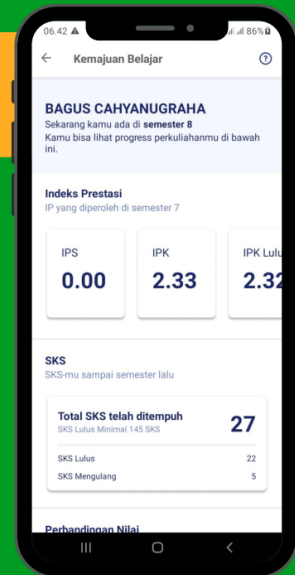 06.42 86%
Kemajuan Belajar
BAGUS CAHYANUGRAHA
Sekarang kamu ada di semester 8
Kamu bisa lihat progress perkuliahanmu di bawah
ini.
Indeks Prestasi
IP yang diperoleh di semester 7
IPS IPK IPK Lulu
0.00 2.33 2.32
SKS
SKS-mu sampai semester lalu
Total SKS telah ditempuh 27
SKS Lulus Minimal 145 SKS
SKS Lulus 22
SKS Mengulang 5
Perbandingan Nilai